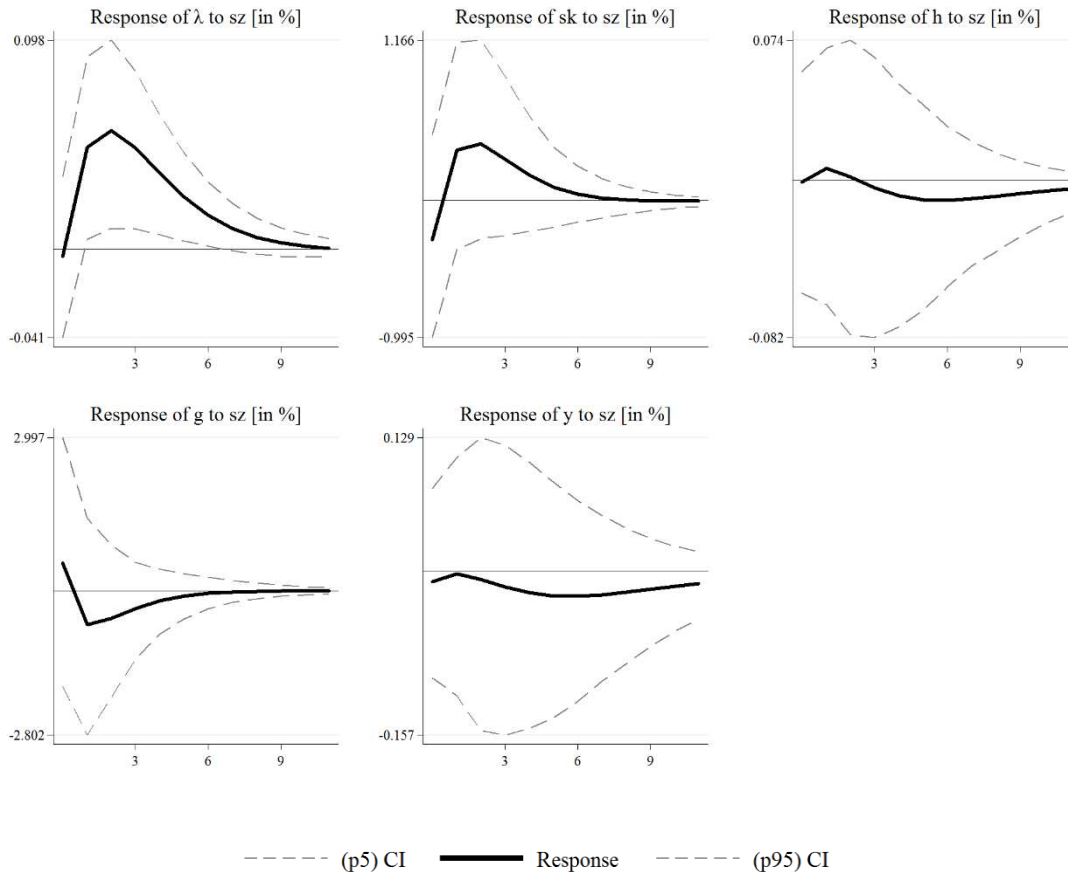 Response of λ to sz [in %]
0.098
-0.041
3 6 9
Response of sk to sz [in %]
1.166
-0.995
3 6 9
Response of h to sz [in %]
0.074
-0.082
3 6 9
Response of g to sz [in %]
2.997
-2.802
3 6 9
Response of y to sz [in %]
0.129
-0.157
3 6 9
(p5) CI Response (p95) CI